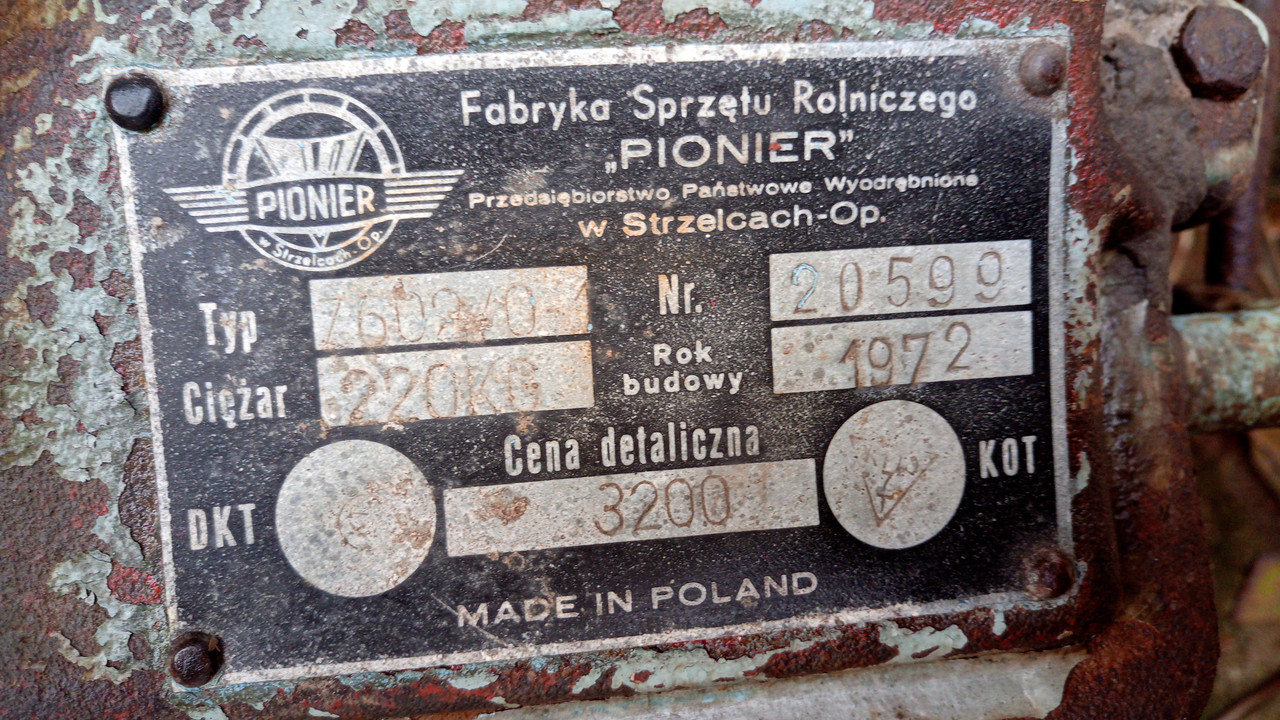 PIONIER
w Strzelcach-Op.
Fabryka Sprzętu Rolniczego
„PIONIER”
Przedsiębiorstwo Państwowe Wyodrębnione
w Strzelcach-Op.
Typ
Nr. 20599
Ciężar 220KG
Rok budowy 1972
Cena detaliczna
3200
DKT
KOT
MADE IN POLAND